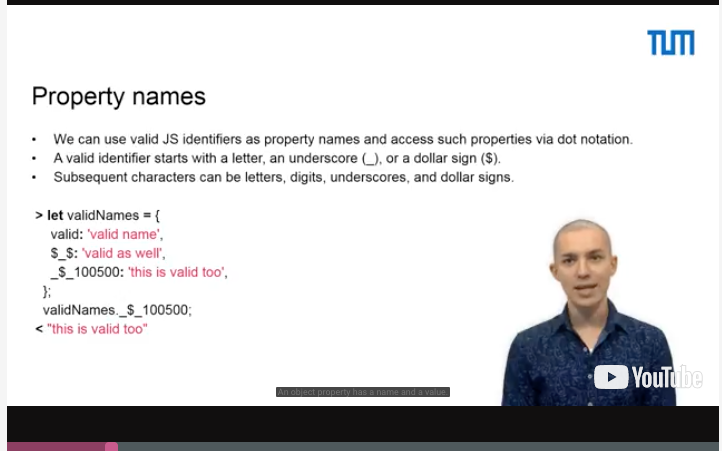 TUM
Property names
• We can use valid JS identifiers as property names and access such properties via dot notation.
• A valid identifier starts with a letter, an underscore (_), or a dollar sign ($).
• Subsequent characters can be letters, digits, underscores, and dollar signs.
> let validNames = {
valid: 'valid name',
$_$: 'valid as well',
_$_100500: 'this is valid too',
};
validNames._$_100500;
< "this is valid too"
YouTube
An object property has a name and a value.